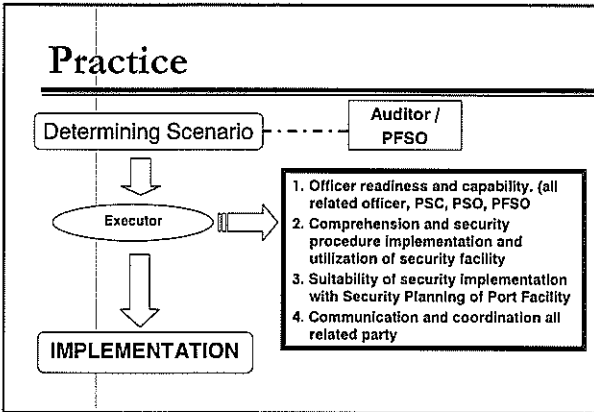 Practice
Determining Scenario
Auditor /
PFSO
Executor
1. Officer readiness and capability. (all
related officer, PSC, PSO, PFSO
2. Comprehension and security
procedure implementation and
utilization of security facility
3. Suitability of security implementation
with Security Planning of Port Facility
4. Communication and coordination all
related party
IMPLEMENTATION